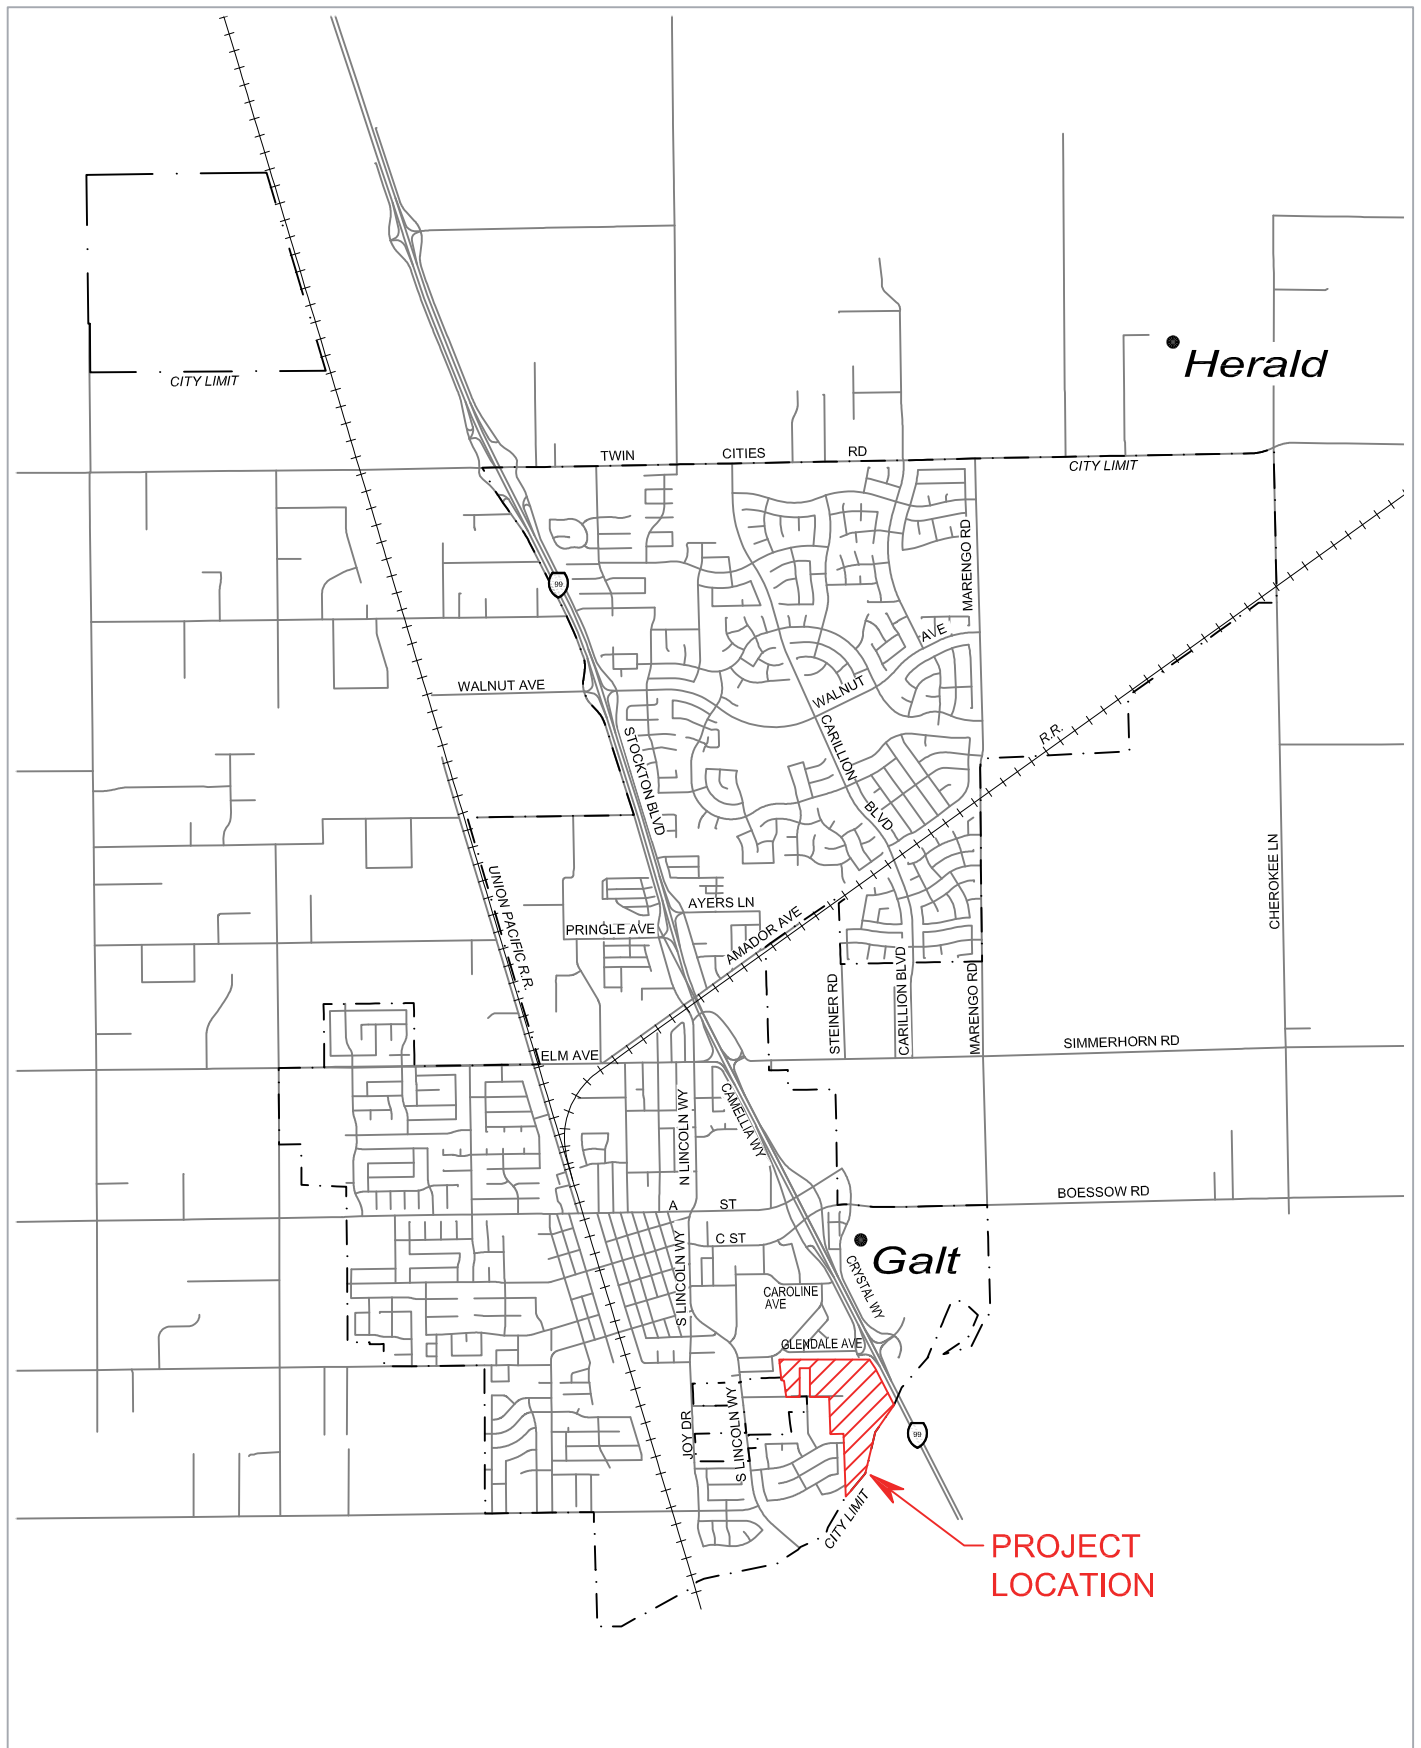 Herald
CITY LIMIT
TWIN CITIES RD
CITY LIMIT
MARENGO RD
99
AVE
WALNUT AVE
WALNUT
CARILLION
BLVD
STOCKTON BLVD
R.R.
CHEROKEE LN
UNION PACIFIC R.R.
AYERS LN
PRINGLE AVE
AMADOR AVE
STEINER RD
CARILLION BLVD
MARENGO RD
ELM AVE
SIMMERHORN RD
CAMELLIA WY
N LINCOLN WY
A ST
BOESSOW RD
C ST
S LINCOLN WY
Galt
CRYSTAL WY
CAROLINE
AVE
GLENDALE AVE
JOY DR
S LINCOLN WY
99
CITY LIMIT
PROJECT
LOCATION